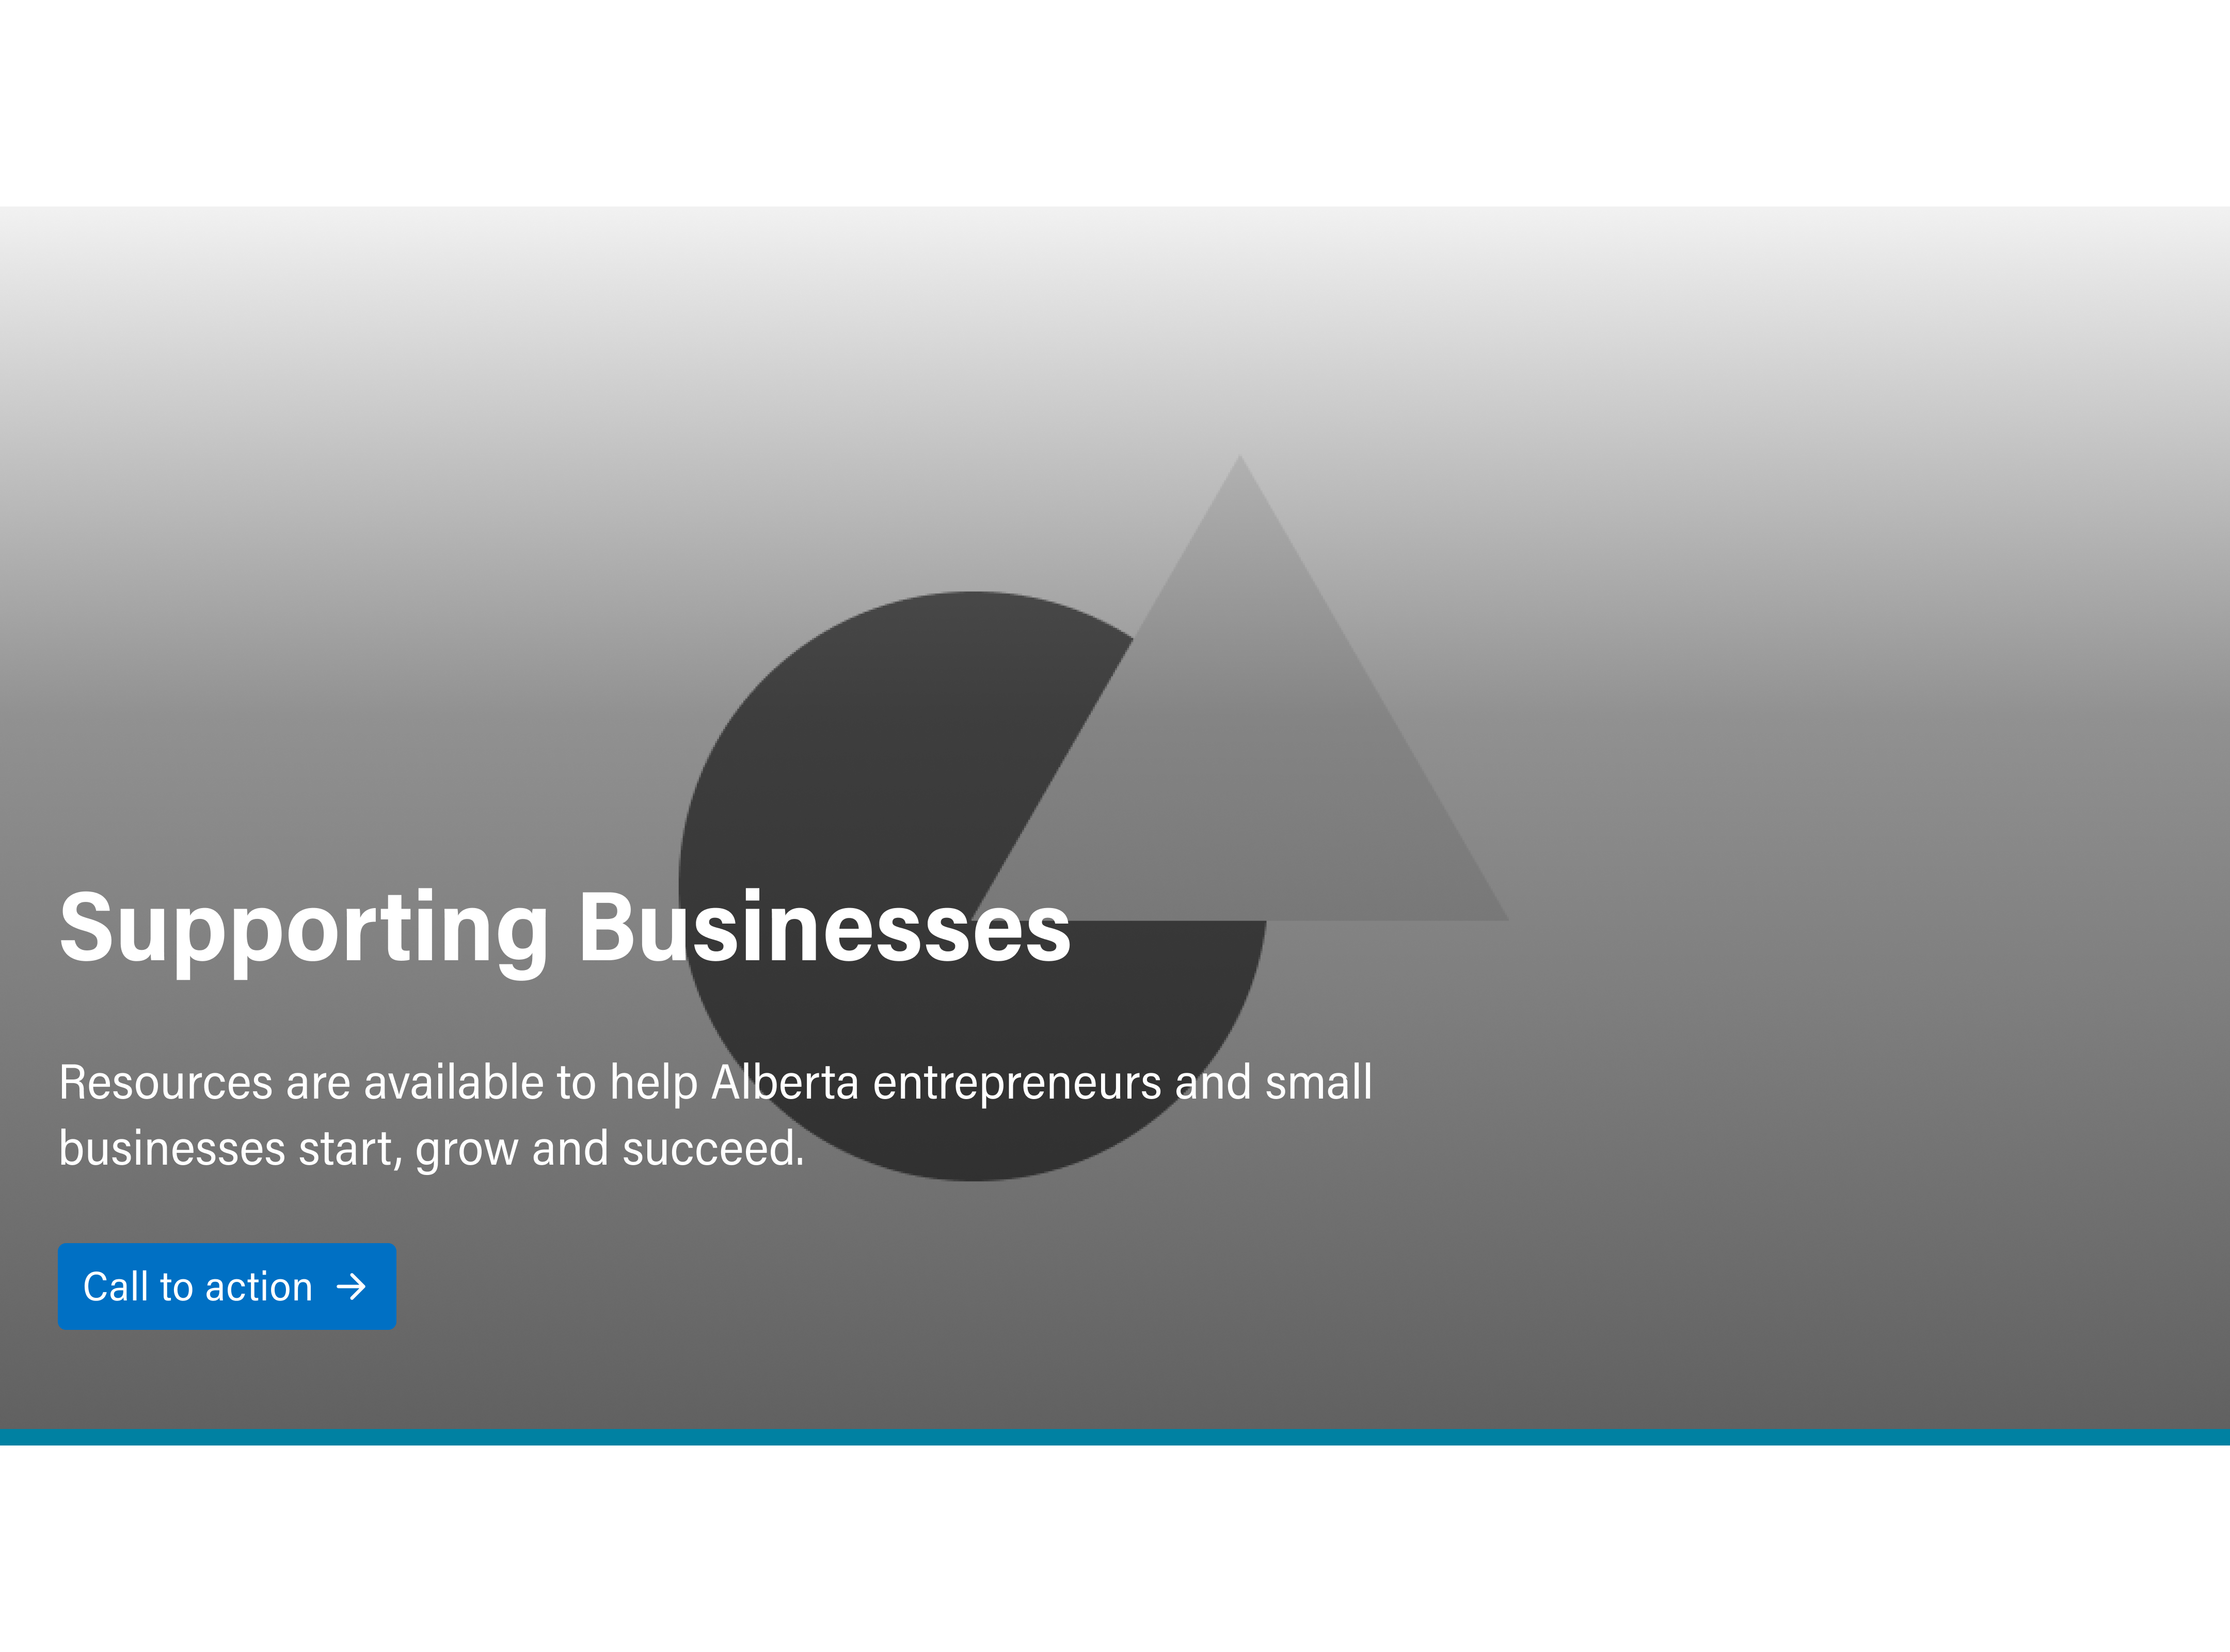 Supporting Businesses
Resources are available to help Alberta entrepreneurs and small
businesses start, grow and succeed.
Call to action